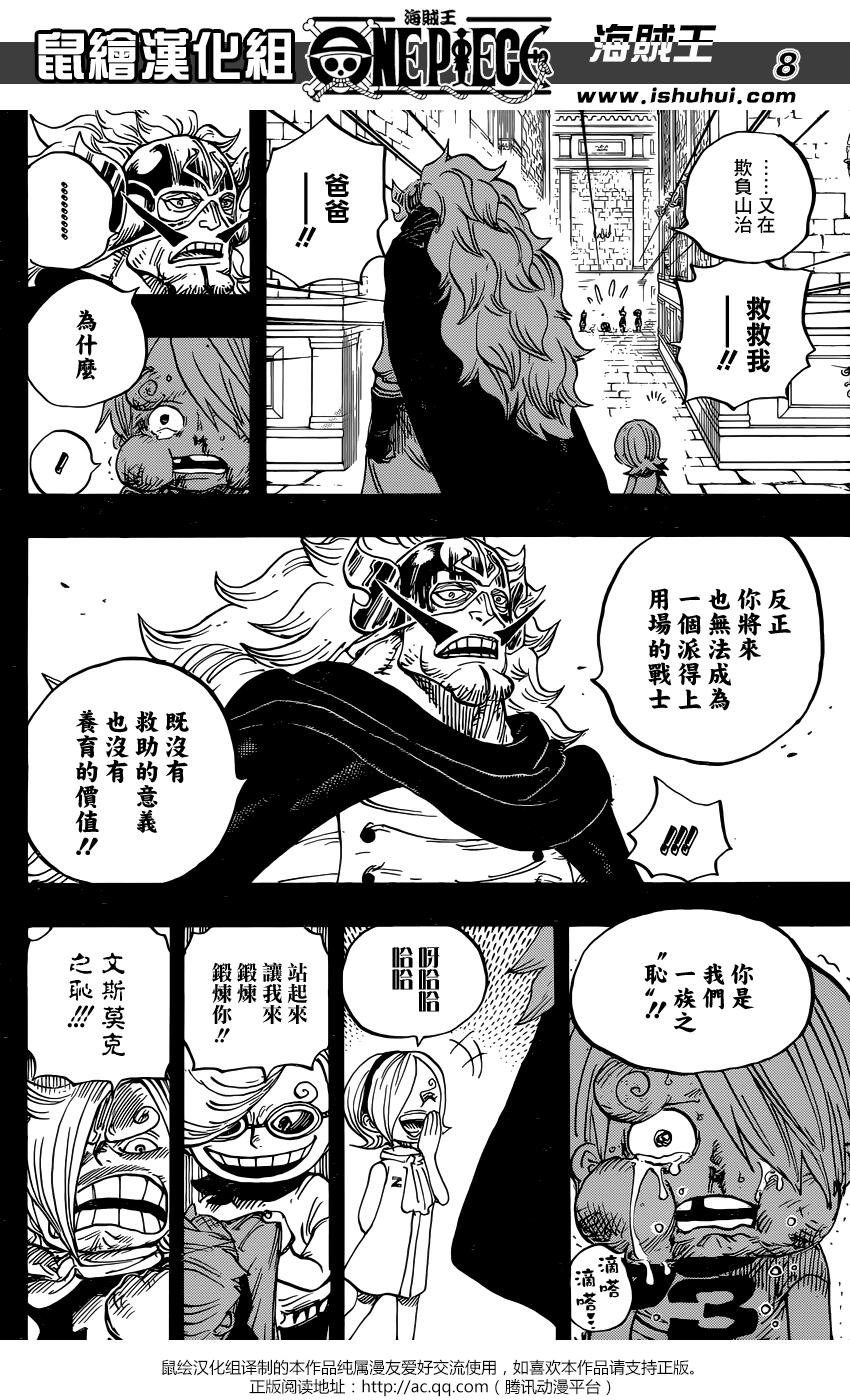 鼠繪漢化組
海賊王
ONE PIECE
海賊王
8
www.ishuhui.com
……又在
欺負山治
救救我
——!!
爸爸
——!!
…………
為什麼
!
反正
你將來
也無法成為
一個派得上
用場的戰士
!!!
既沒有
救助的意義
也沒有
養育的價值!!
你是
我們
一族之
〝恥〞!!
滴嗒
滴嗒
3
呀哈哈
哈哈
N
站起來
讓我來
鍛煉
鍛煉你!!
文斯莫克
之恥!!!
鼠绘汉化组译制的本作品纯属漫友爱好交流使用，如喜欢本作品请支持正版。
正版阅读地址：http://ac.qq.com（腾讯动漫平台）